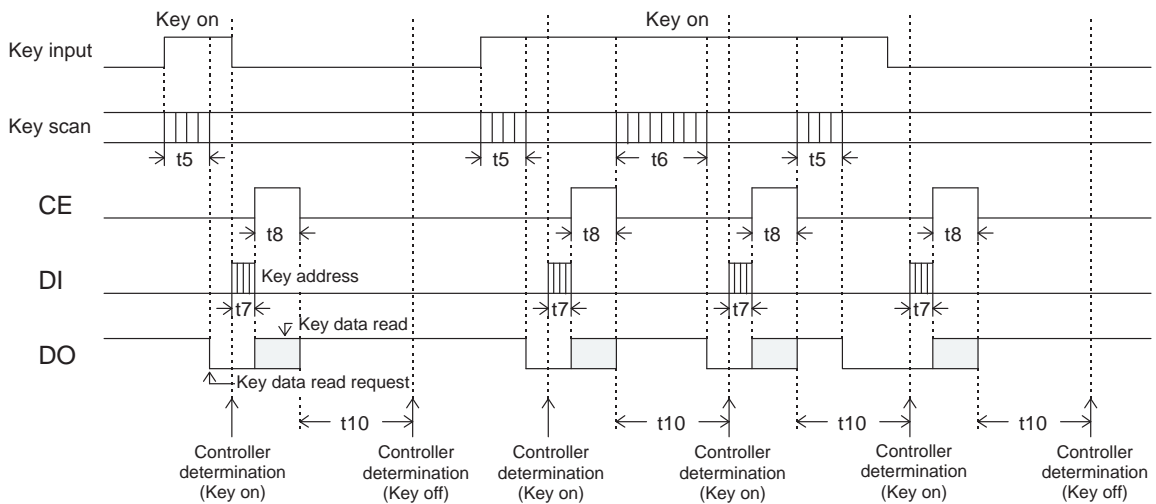 Key on
Key on
Key input
Key scan
t5
t5
t6
t5
CE
t8
t8
t8
t8
DI
Key address
t7
t7
t7
t7
Key data read
DO
Key data read request
t10
t10
t10
t10
Controller
determination
(Key on)
Controller
determination
(Key off)
Controller
determination
(Key on)
Controller
determination
(Key on)
Controller
determination
(Key on)
Controller
determination
(Key off)